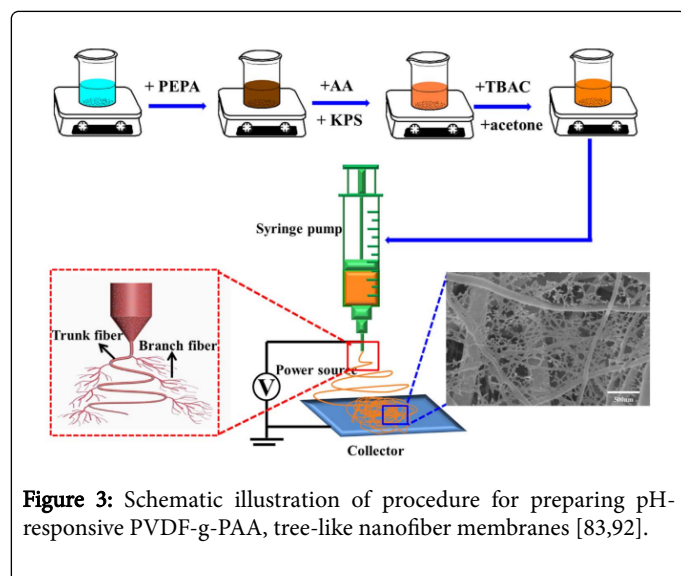 + PEPA
+AA
+ KPS
+TBAC
+acetone
Syringe pump
Trunk fiber
Branch fiber
Power source
V
500nm
Collector
Figure 3: Schematic illustration of procedure for preparing pH-
responsive PVDF-g-PAA, tree-like nanofiber membranes [83,92].